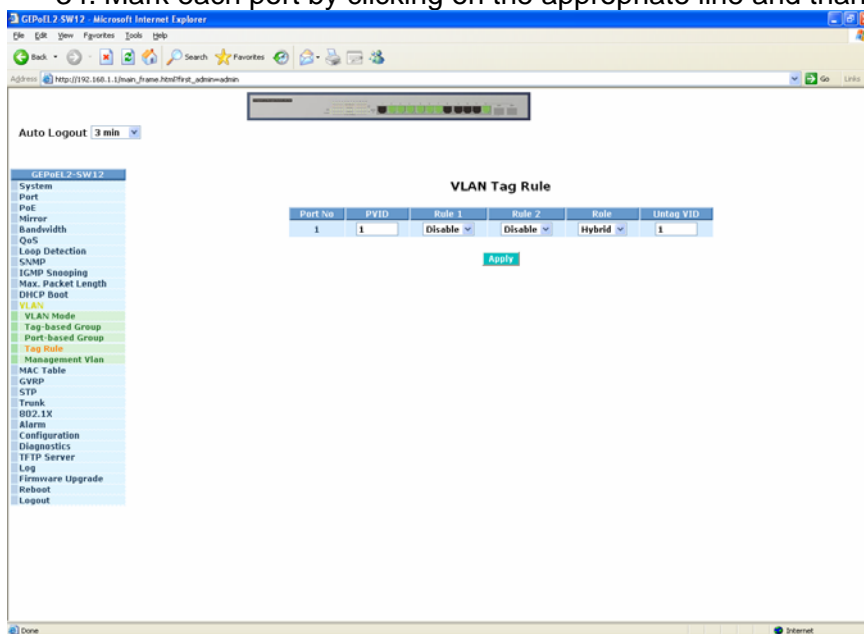 Mark each port by clicking on the appropriate line and than
GEPoEL2-SW12 - Microsoft Internet Explorer
File Edit View Favorites Tools Help
Back Search Favorites
Address http://192.168.1.1/main_frame.html?first_admin=admin Go Links
Auto Logout 3 min
GEPoEL2-SW12
System
Port
PoE
Mirror
Bandwidth
QoS
Loop Detection
SNMP
IGMP Snooping
Max. Packet Length
DHCP Boot
VLAN
VLAN Mode
Tag-based Group
Port-based Group
Tag Rule
Management Vlan
MAC Table
GVRP
STP
Trunk
802.1X
Alarm
Configuration
Diagnostics
TFTP Server
Log
Firmware Upgrade
Reboot
Logout
VLAN Tag Rule
Port No PVID Rule 1 Rule 2 Role Untag VID
1 1 Disable Disable Hybrid 1
Apply
Done Internet